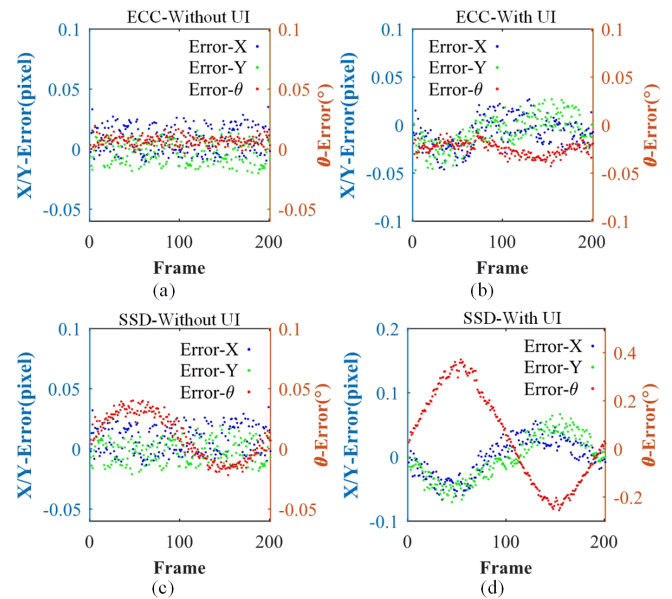 ECC-Without UI
0.1
0.05
0
-0.05
X/Y-Error(pixel)
Error-X
Error-Y
Error-θ
0.1
0.05
0
-0.05
θ-Error(°)
0
100
200
Frame
(a)
ECC-With UI
0.1
0.05
0
-0.05
-0.1
X/Y-Error(pixel)
Error-X
Error-Y
Error-θ
0.1
0.05
0
-0.05
-0.1
θ-Error(°)
0
100
200
Frame
(b)
SSD-Without UI
0.1
0.05
0
-0.05
X/Y-Error(pixel)
Error-X
Error-Y
Error-θ
0.1
0.05
0
-0.05
θ-Error(°)
0
100
200
Frame
(c)
SSD-With UI
0.2
0.1
0
-0.1
X/Y-Error(pixel)
Error-X
Error-Y
Error-θ
0.4
0.2
0
-0.2
θ-Error(°)
0
100
200
Frame
(d)